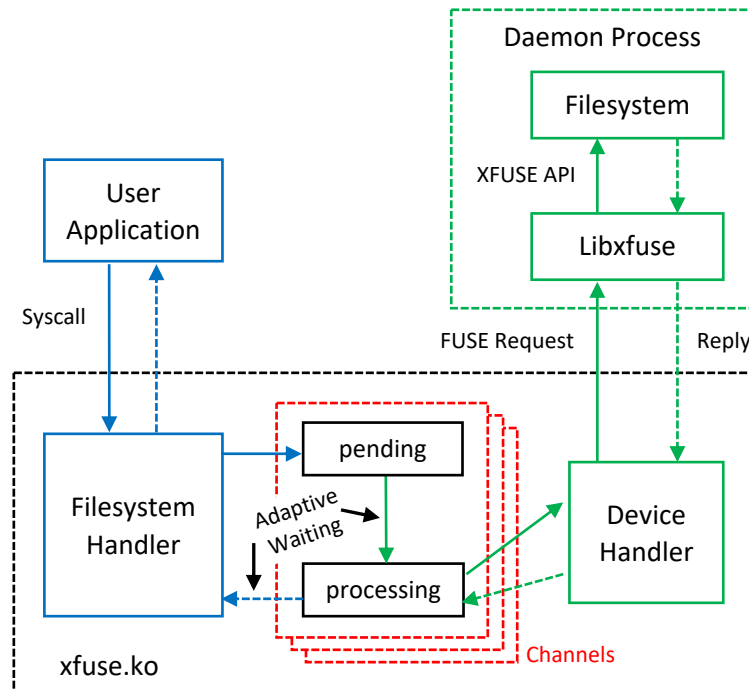 Daemon Process
Filesystem
XFUSE API
User
Application
Libxfuse
Syscall
FUSE Request
Reply
pending
Filesystem
Handler
Adaptive
Waiting
Device
Handler
processing
Channels
xfuse.ko